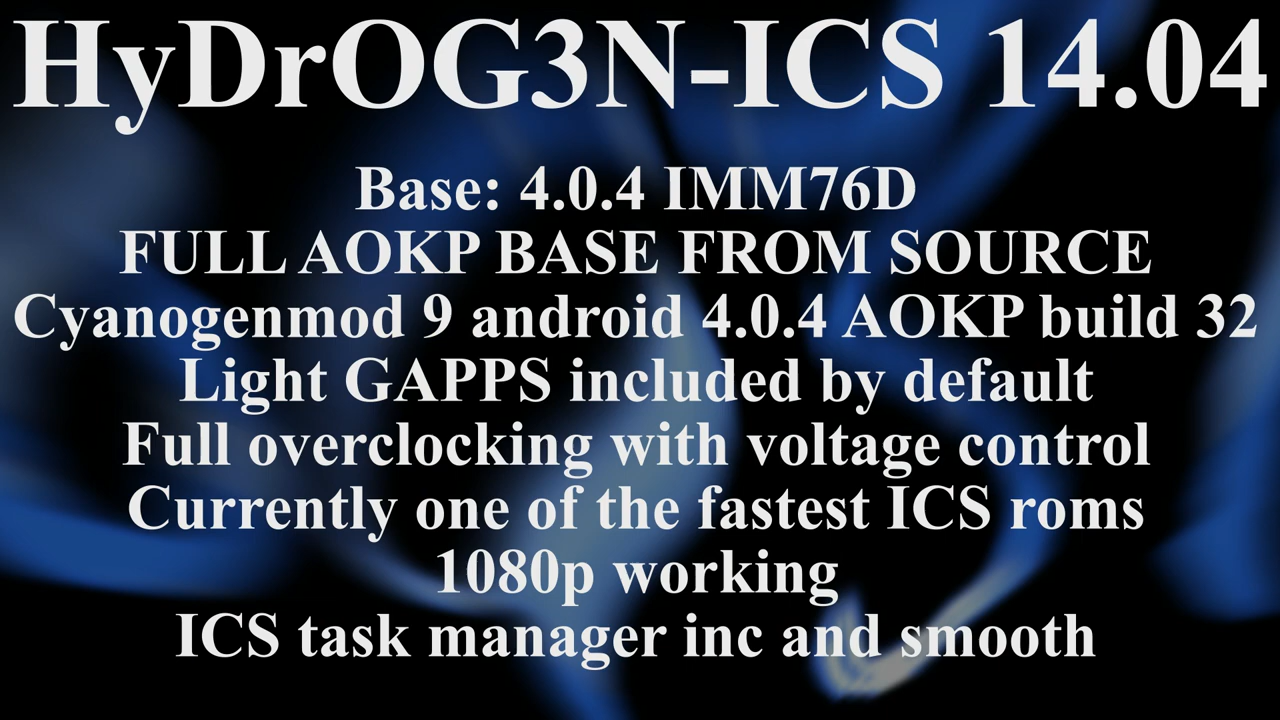 HyDrOG3N-ICS 14.04
Base: 4.0.4 IMM76D
FULL AOKP BASE FROM SOURCE
Cyanogenmod 9 android 4.0.4 AOKP build 32
Light GAPPS included by default
Full overclocking with voltage control
Currently one of the fastest ICS roms
1080p working
ICS task manager inc and smooth